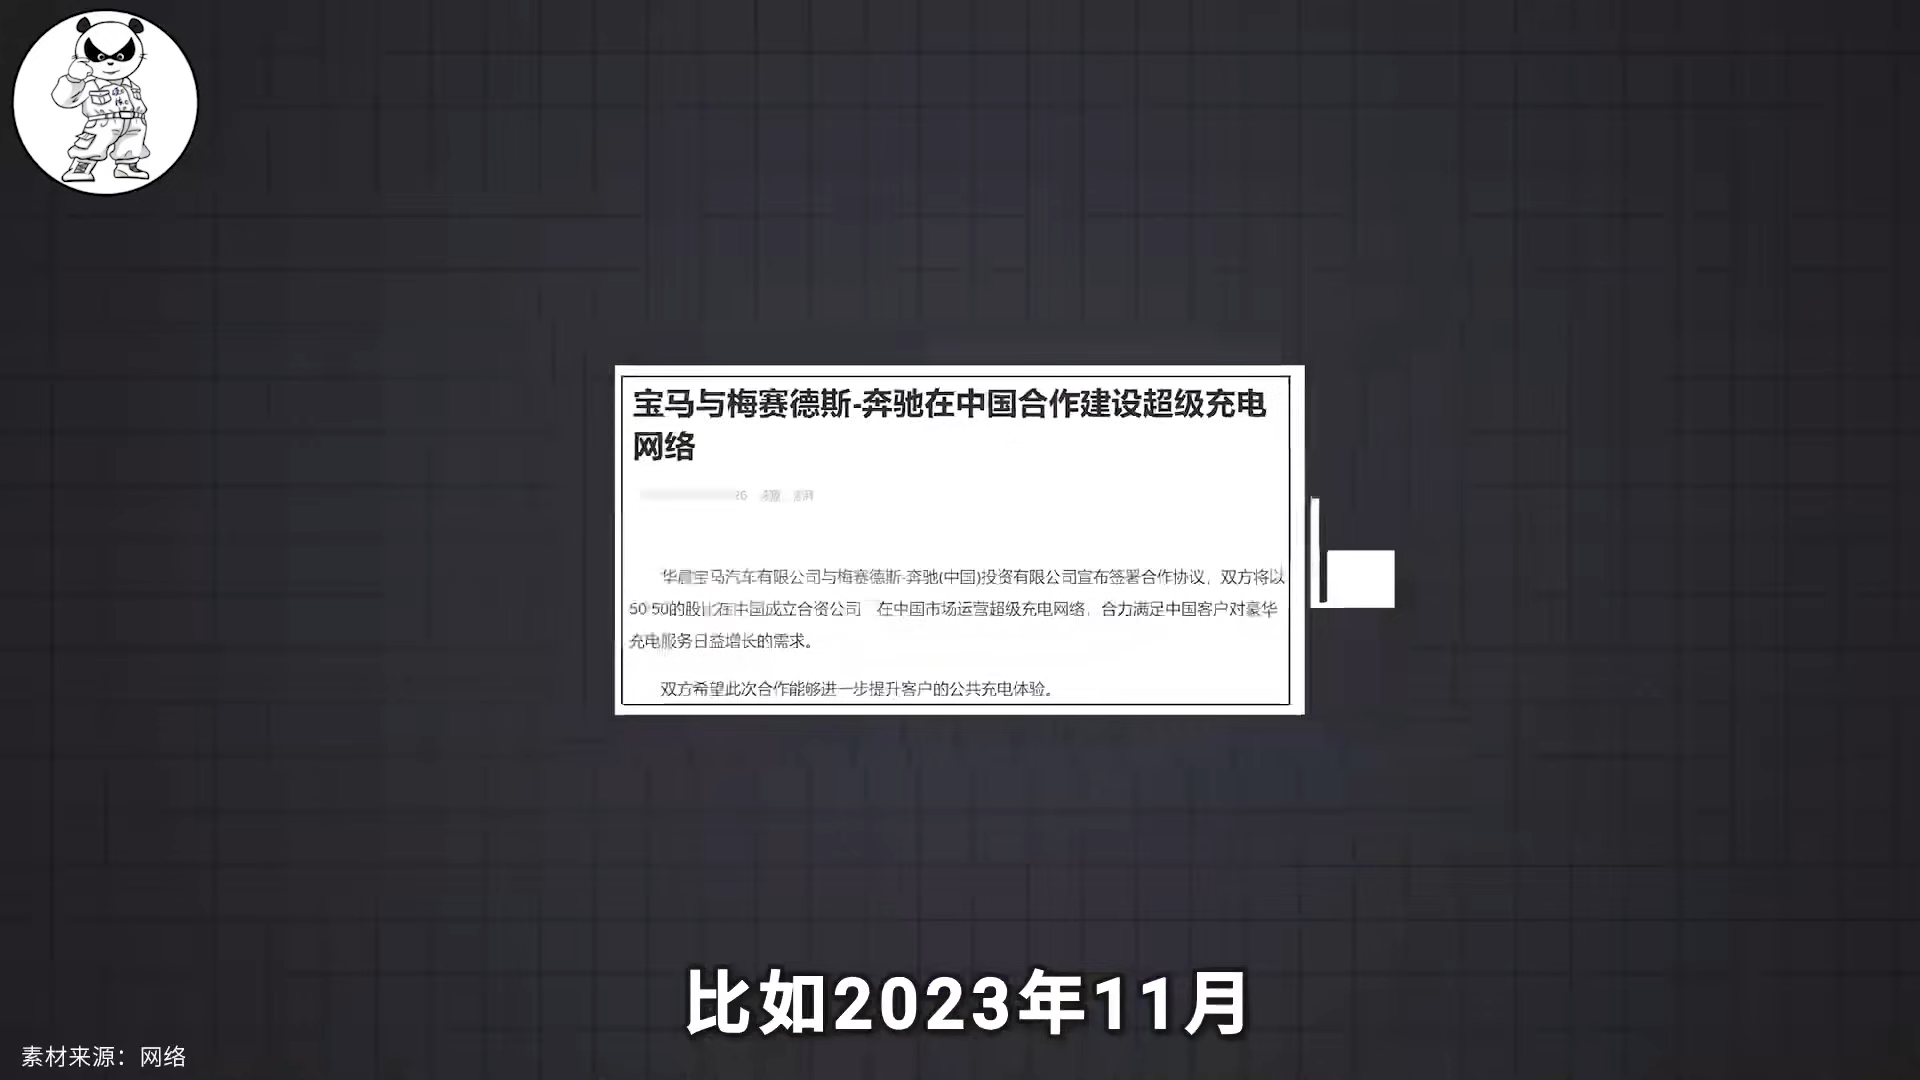 宝马与梅赛德斯-奔驰在中国合作建设超级充电
网络
华晨宝马汽车有限公司与梅赛德斯-奔驰(中国)投资有限公司宣布签署合作协议，双方将以
50:50的股比在中国成立合资公司 在中国市场运营超级充电网络，合力满足中国客户对豪华
充电服务日益增长的需求。
双方希望此次合作能够进一步提升客户的公共充电体验。
比如2023年11月
素材来源：网络